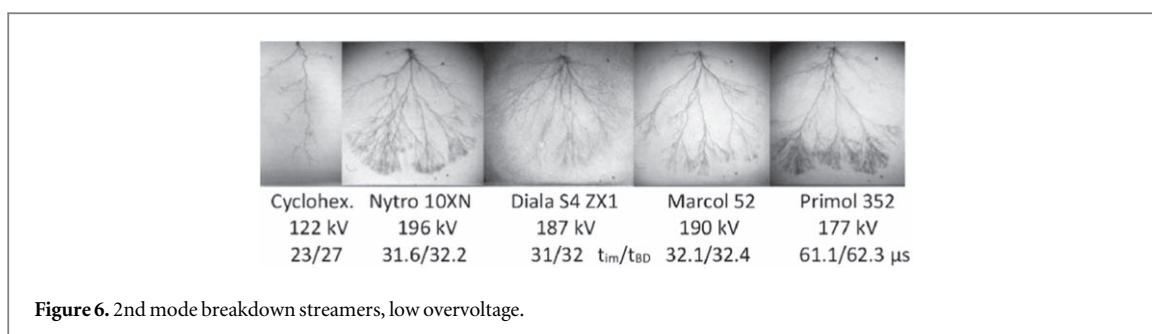 Cyclohex. Nytro 10XN Diala S4 ZX1 Marcol 52 Primol 352
122 kV 196 kV 187 kV 190 kV 177 kV
23/27 31.6/32.2 31/32 tim/tBD 32.1/32.4 61.1/62.3 µs
Figure 6. 2nd mode breakdown streamers, low overvoltage.